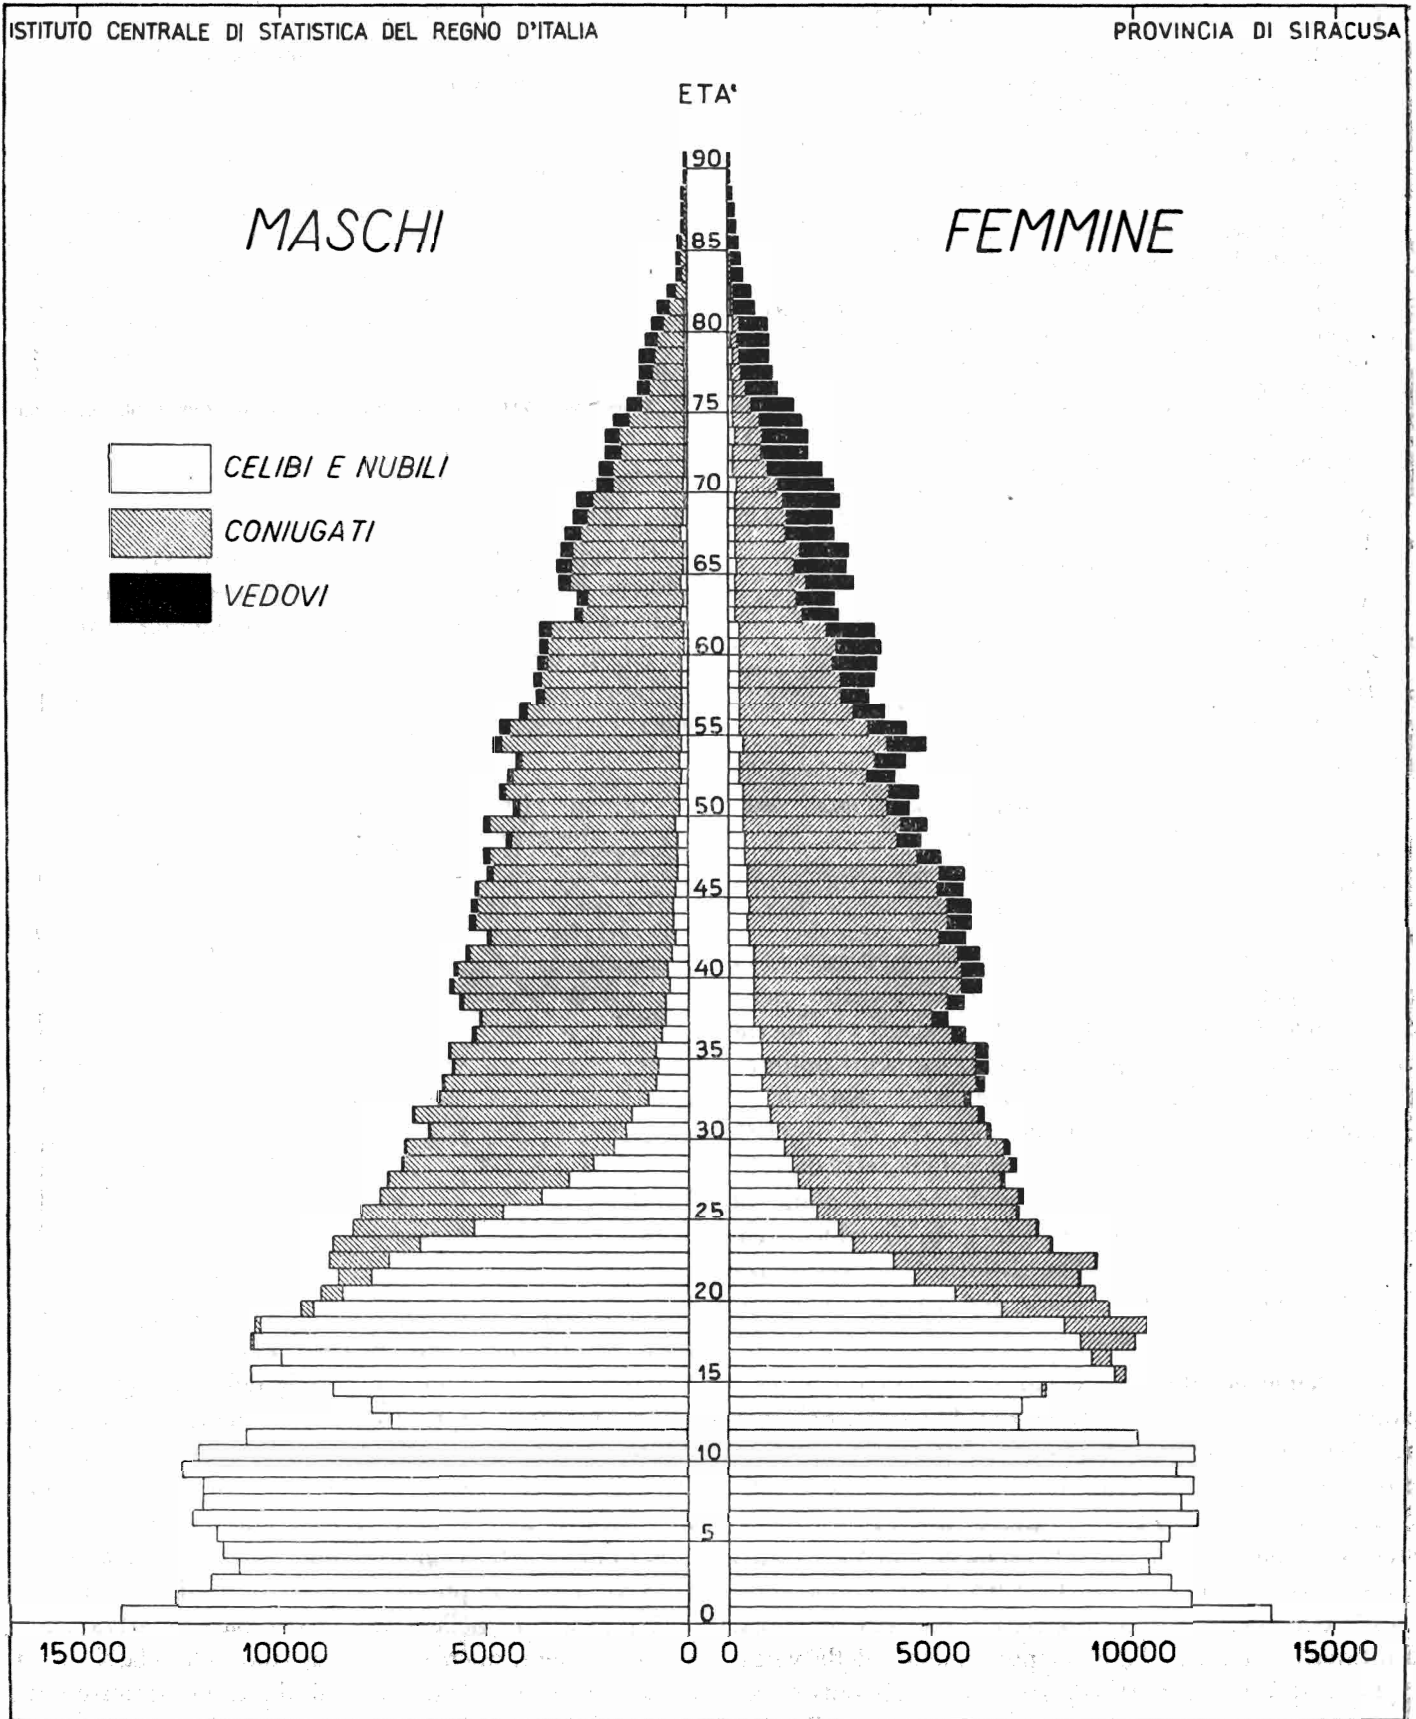 ISTITUTO CENTRALE DI STATISTICA DEL REGNO D'ITALIA
PROVINCIA DI SIRACUSA
ETA'
MASCHI
FEMMINE
CELIBI E NUBILI
CONIUGATI
VEDOVI
90
85
80
75
70
65
60
55
50
45
40
35
30
25
20
15
10
5
0
15000 10000 5000 0 0 5000 10000 15000